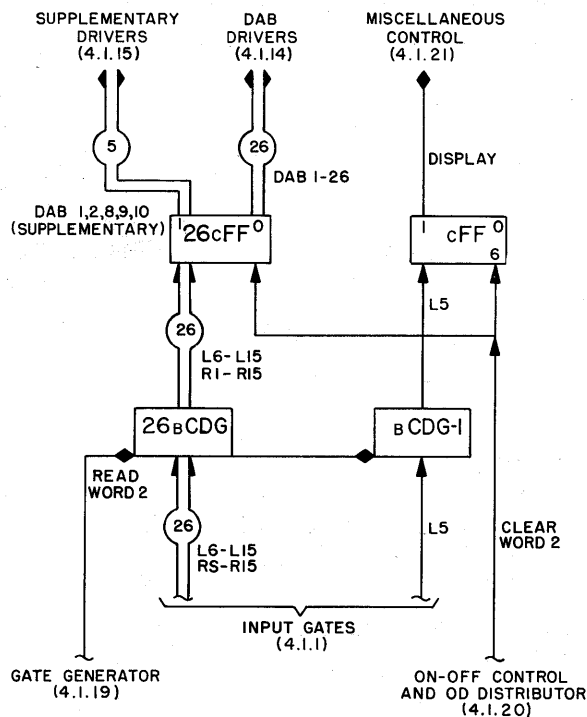 SUPPLEMENTARY
DRIVERS
(4.1.15)
DAB
DRIVERS
(4.1.14)
MISCELLANEOUS
CONTROL
(4.1.21)
5
26
DISPLAY
DAB 1-26
DAB 1,2,8,9,10
(SUPPLEMENTARY)
1 26cFF 0
1 cFF 0
6
L5
26
L6-L15
R1-R15
26BCDG
BCDG-1
READ
WORD 2
26
L6-L15
RS-R15
L5
CLEAR
WORD 2
INPUT GATES
(4.1.1)
GATE GENERATOR
(4.1.19)
ON-OFF CONTROL
AND OD DISTRIBUTOR
(4.1.20)